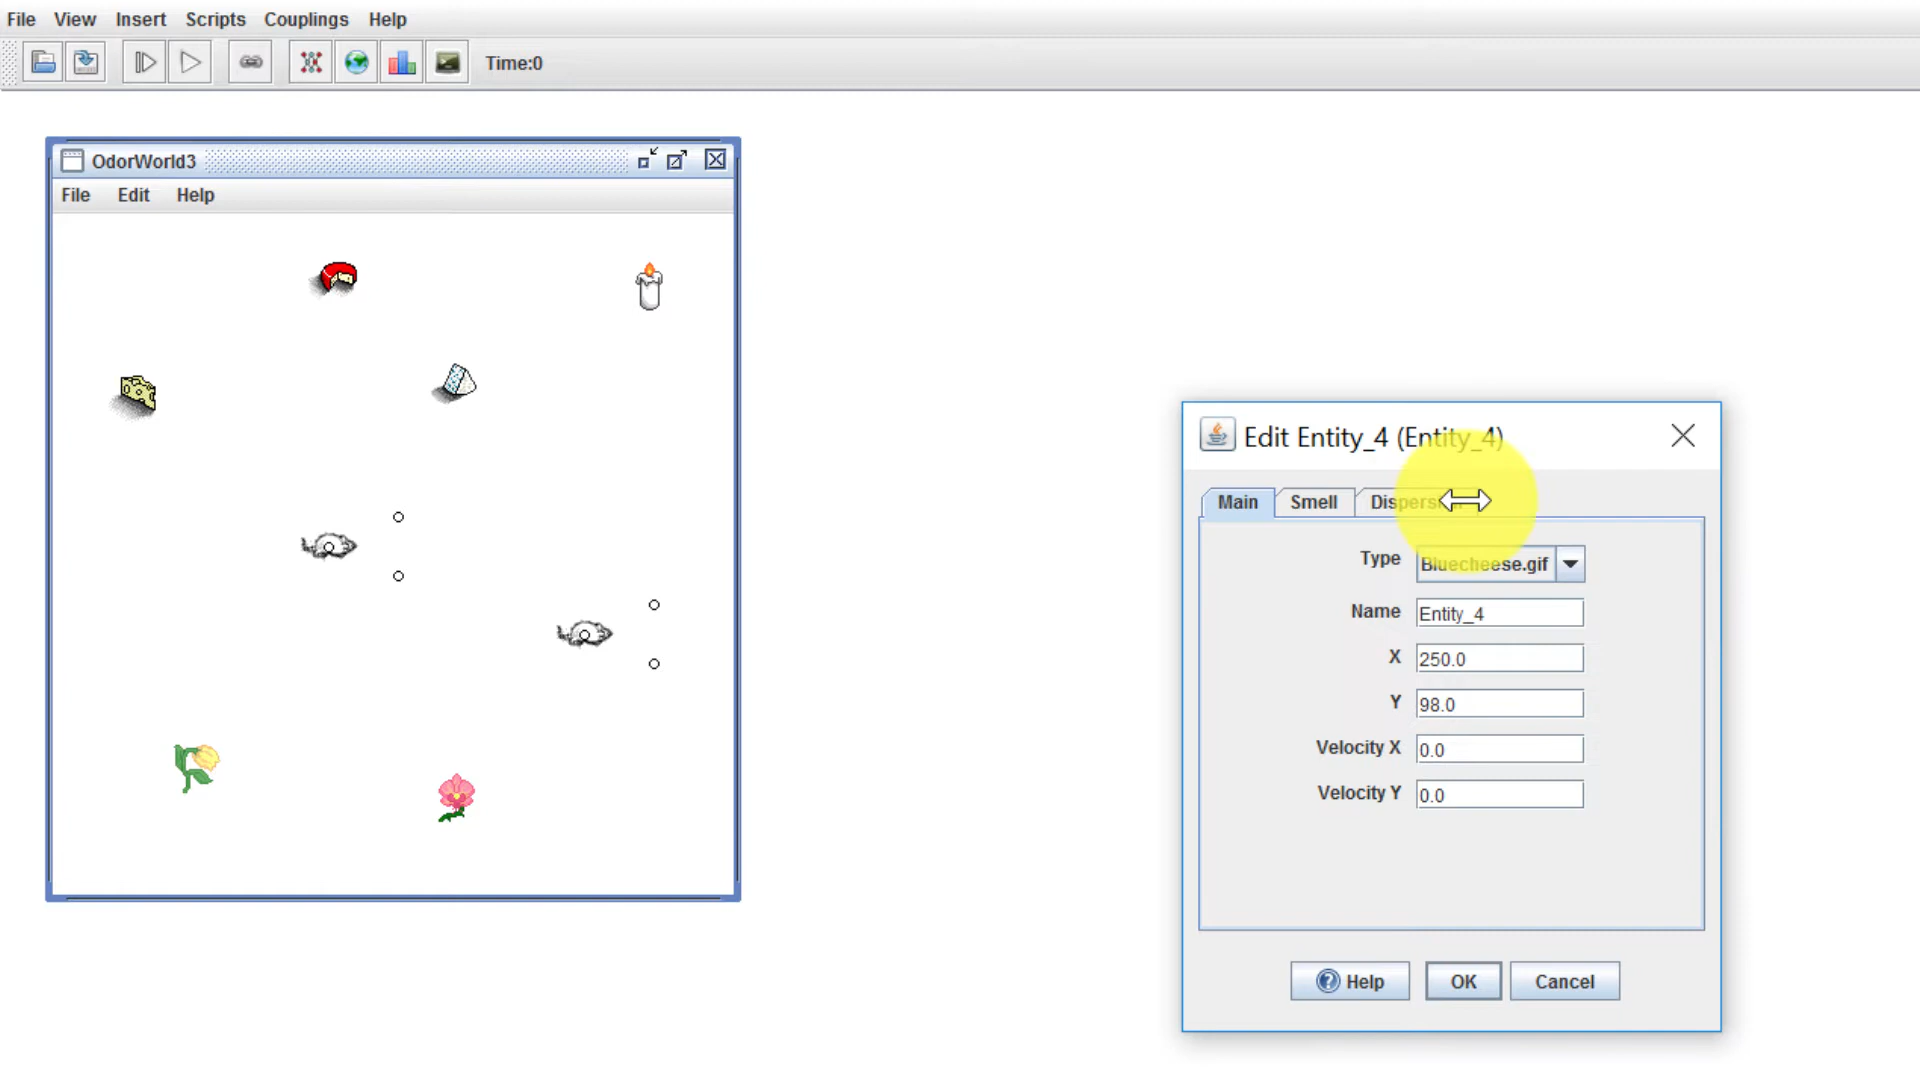 File View Insert Scripts Couplings Help
Time:0
OdorWorld3
File Edit Help
Edit Entity_4 (Entity_4)
Main Smell Dispersion
Type Bluecheese.gif
Name Entity_4
X 250.0
Y 98.0
Velocity X 0.0
Velocity Y 0.0
Help OK Cancel